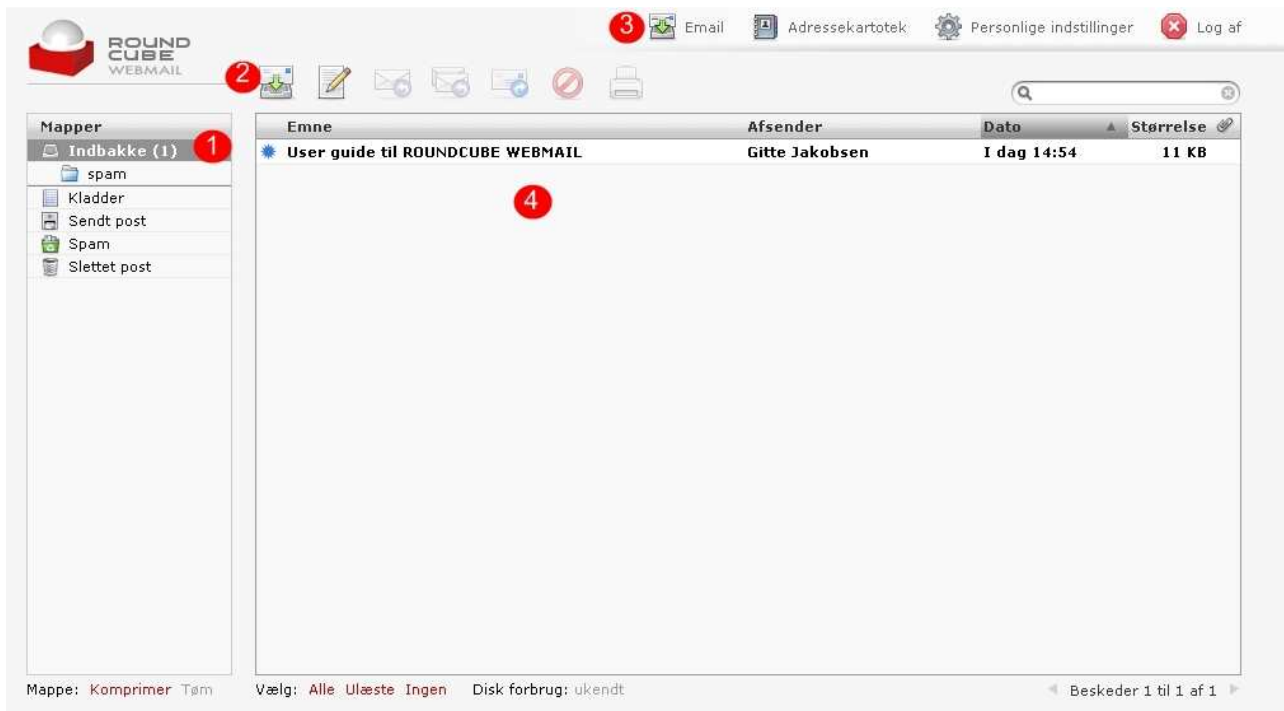 ROUND
CUBE
WEBMAIL
3 Email Adressekartotek Personlige indstillinger Log af
2
Mapper
Indbakke (1) 1
spam
Kladder
Sendt post
Spam
Slettet post
Emne Afsender Dato Størrelse
User guide til ROUNDCUBE WEBMAIL Gitte Jakobsen I dag 14:54 11 KB
4
Mappe: Komprimer Tøm Vælg: Alle Ulæste Ingen Disk forbrug: ukendt Beskeder 1 til 1 af 1